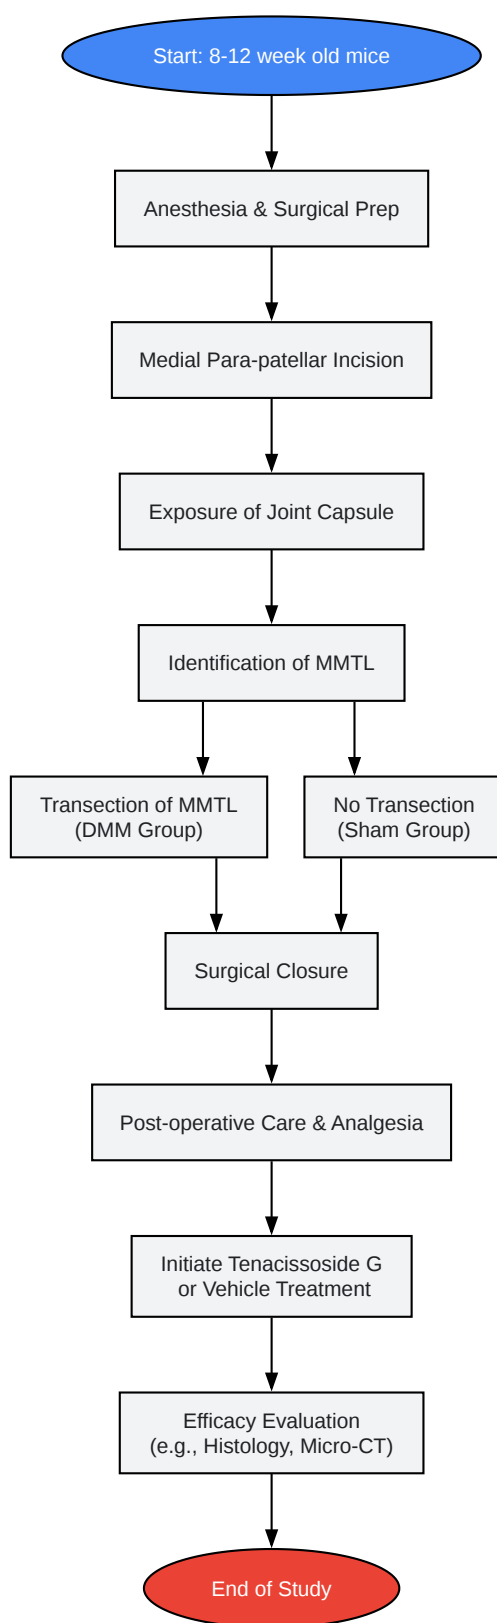 Start: 8-12 week old mice
Anesthesia & Surgical Prep
Medial Para-patellar Incision
Exposure of Joint Capsule
Identification of MMTL
Transection of MMTL
(DMM Group)
No Transection
(Sham Group)
Surgical Closure
Post-operative Care & Analgesia
Initiate Tenacissoside G
or Vehicle Treatment
Efficacy Evaluation
(e.g., Histology, Micro-CT)
End of Study